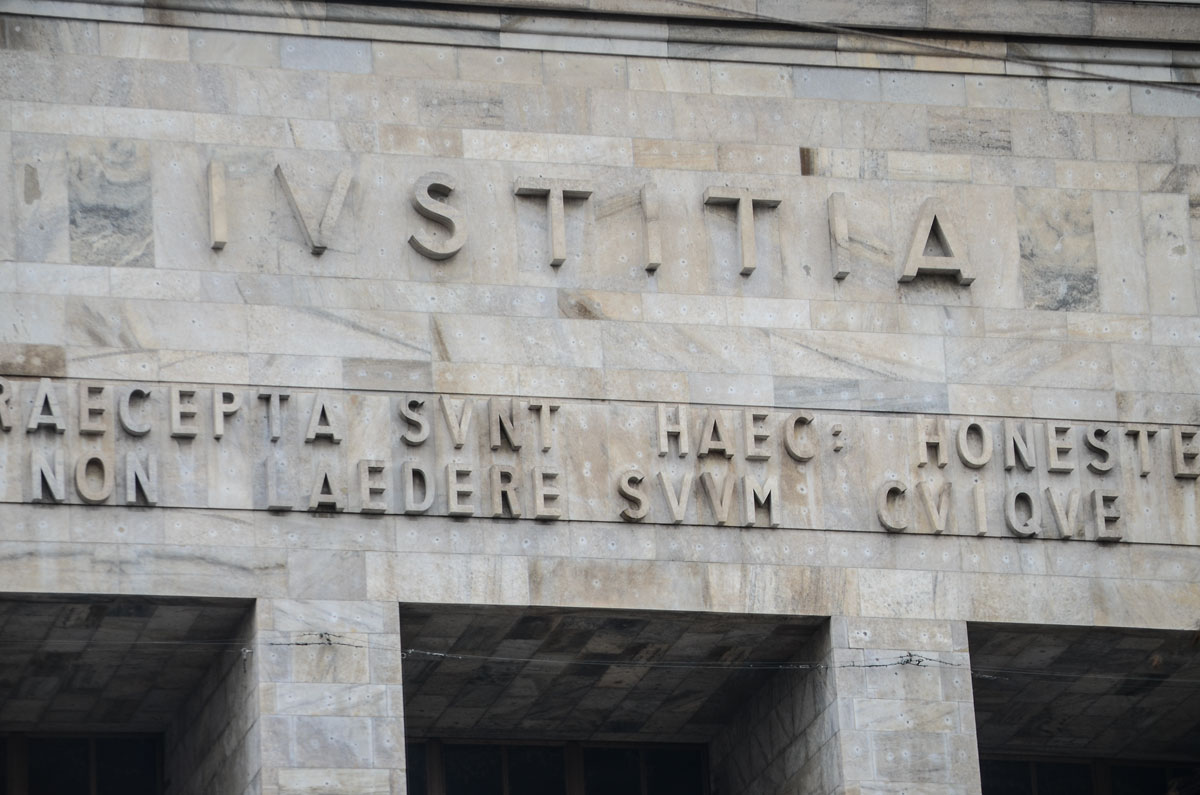 IVSTITIA
RAECEPTA SVNT HAEC: HONESTE
NON LAEDERE SVVM CVIQVE